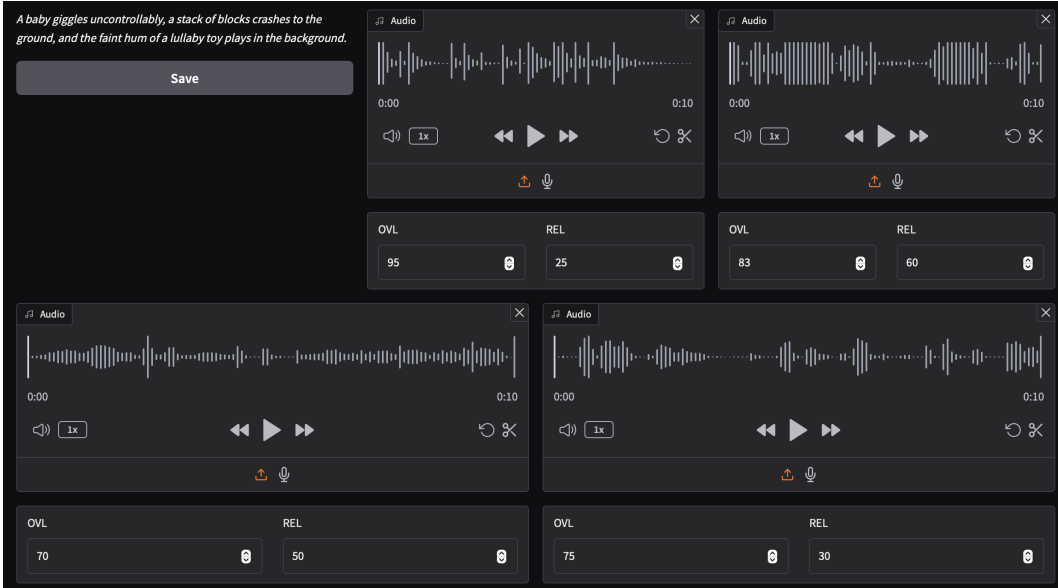 A baby giggles uncontrollably, a stack of blocks crashes to the
ground, and the faint hum of a lullaby toy plays in the background.
Save
Audio
0:00 0:10
1x
OVL REL
95 25
Audio
0:00 0:10
1x
OVL REL
83 60
Audio
0:00 0:10
1x
OVL REL
70 50
Audio
0:00 0:10
1x
OVL REL
75 30